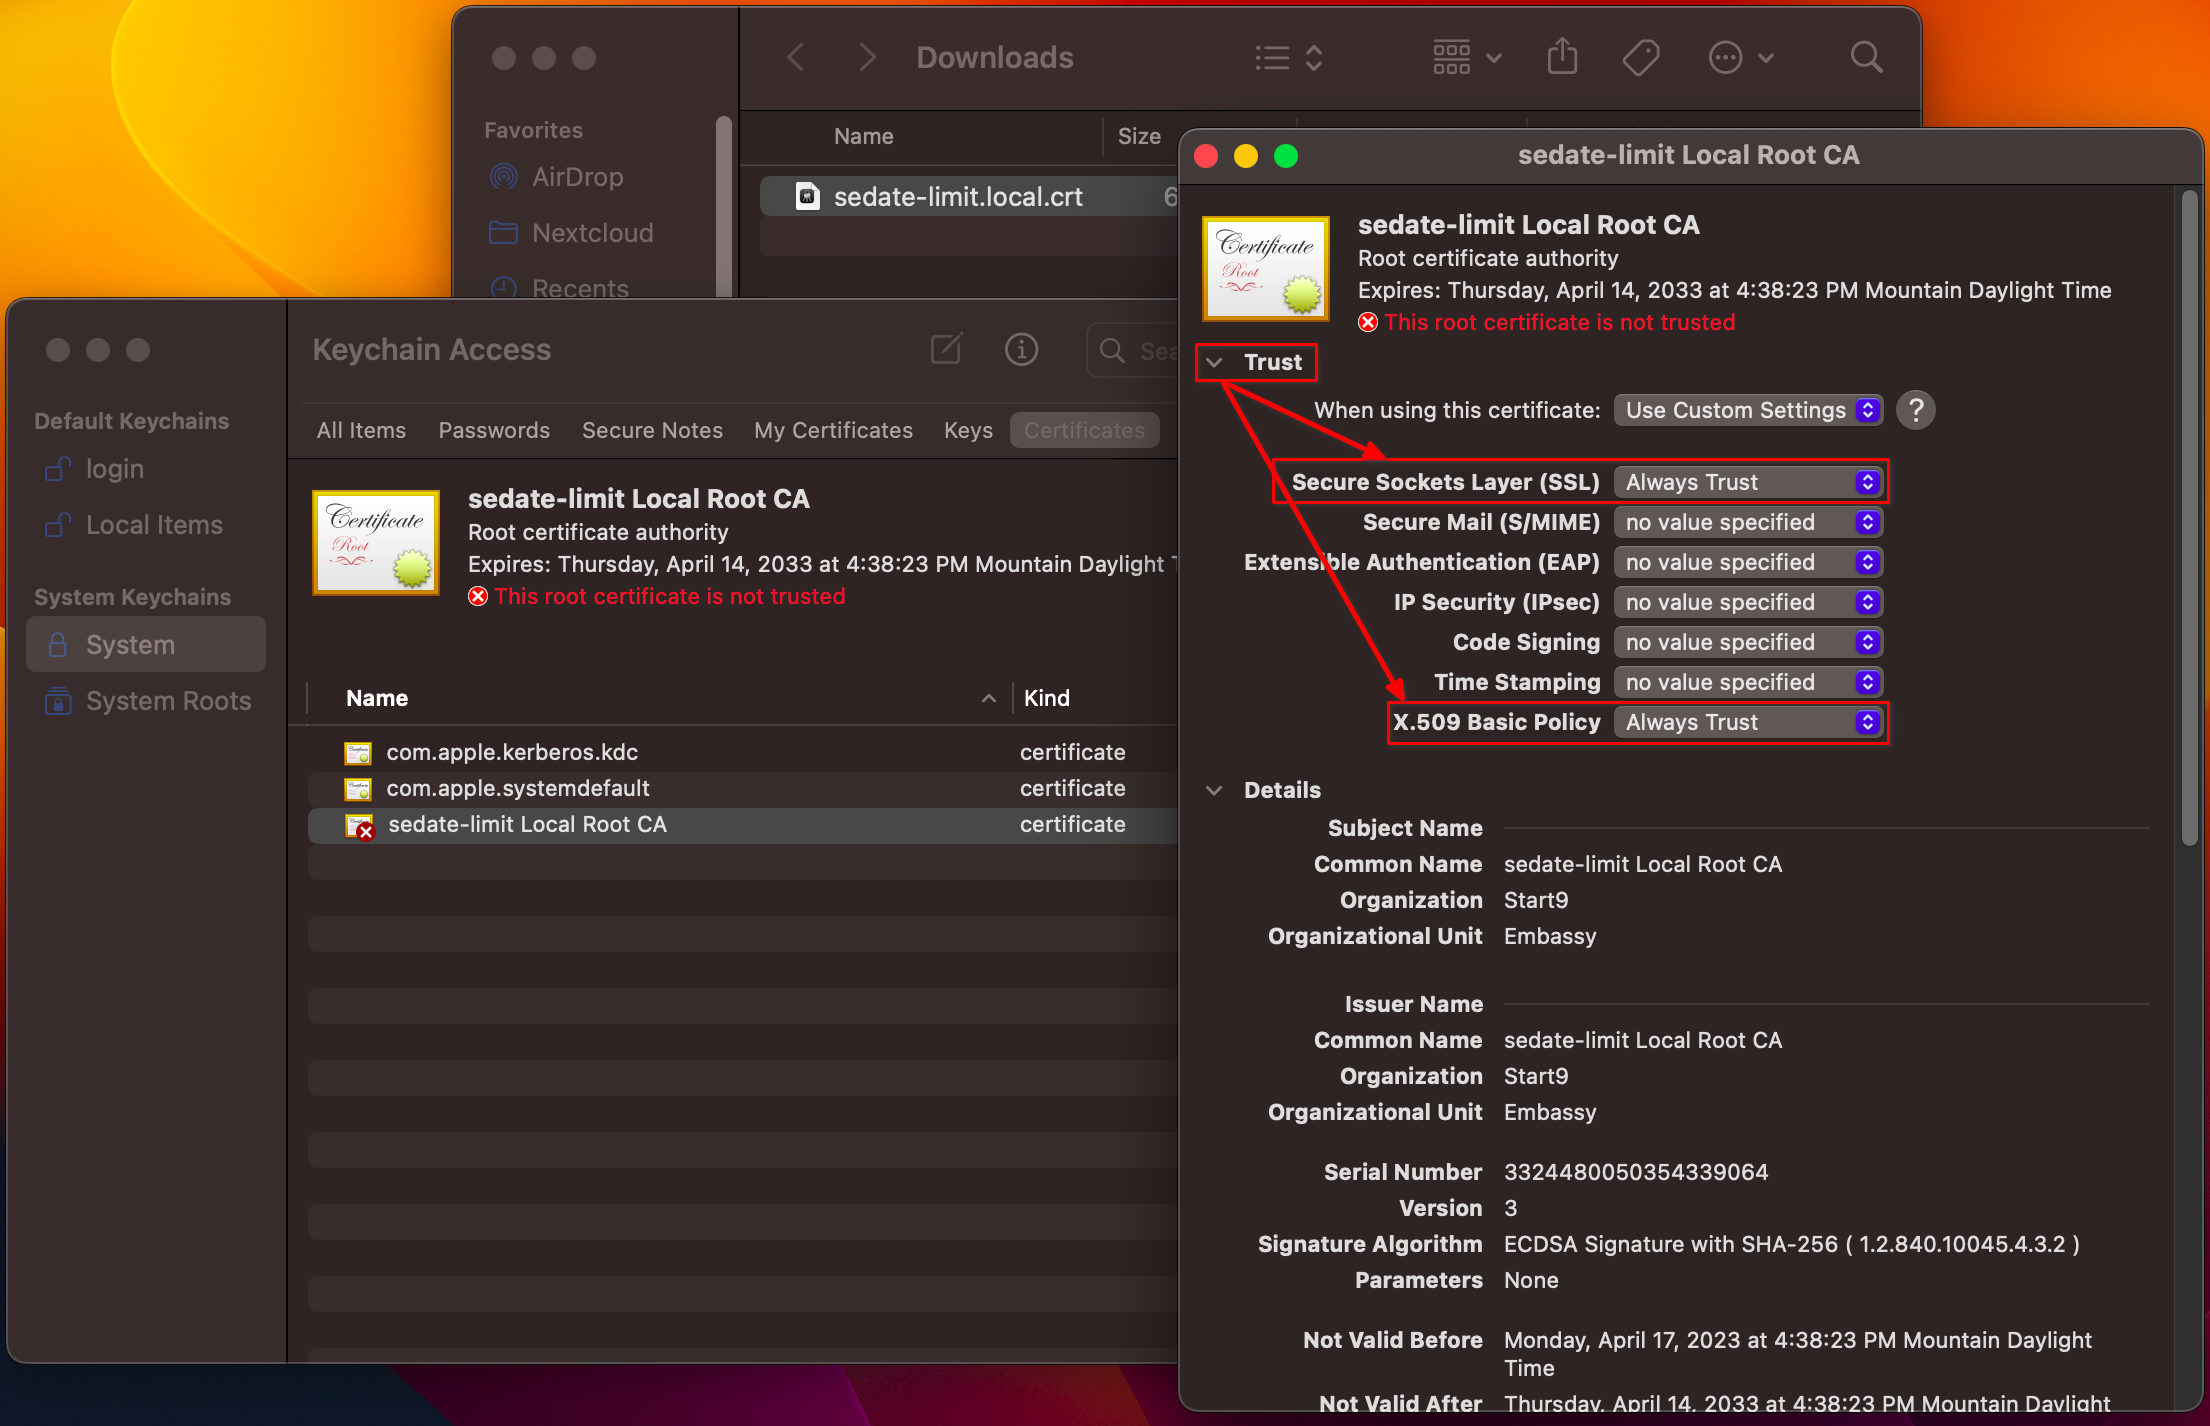 Downloads
Favorites
AirDrop
Nextcloud
Recents
Name
Size
sedate-limit.local.crt
6
Keychain Access
Default Keychains
login
Local Items
System Keychains
System
System Roots
All Items
Passwords
Secure Notes
My Certificates
Keys
Certificates
Certificate
Root
sedate-limit Local Root CA
Root certificate authority
Expires: Thursday, April 14, 2033 at 4:38:23 PM Mountain Daylight T
This root certificate is not trusted
Name
Kind
com.apple.kerberos.kdc certificate
com.apple.systemdefault certificate
sedate-limit Local Root CA certificate
sedate-limit Local Root CA
Certificate
Root
sedate-limit Local Root CA
Root certificate authority
Expires: Thursday, April 14, 2033 at 4:38:23 PM Mountain Daylight Time
This root certificate is not trusted
Trust
When using this certificate: Use Custom Settings ?
Secure Sockets Layer (SSL) Always Trust
Secure Mail (S/MIME) no value specified
Extensible Authentication (EAP) no value specified
IP Security (IPsec) no value specified
Code Signing no value specified
Time Stamping no value specified
X.509 Basic Policy Always Trust
Details
Subject Name
Common Name sedate-limit Local Root CA
Organization Start9
Organizational Unit Embassy
Issuer Name
Common Name sedate-limit Local Root CA
Organization Start9
Organizational Unit Embassy
Serial Number 3324480050354339064
Version 3
Signature Algorithm ECDSA Signature with SHA-256 ( 1.2.840.10045.4.3.2 )
Parameters None
Not Valid Before Monday, April 17, 2023 at 4:38:23 PM Mountain Daylight
Time
Not Valid After Thursday, April 14, 2033 at 4:38:23 PM Mountain Daylight